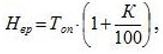 Нвр = Топ · (1 + К/100),